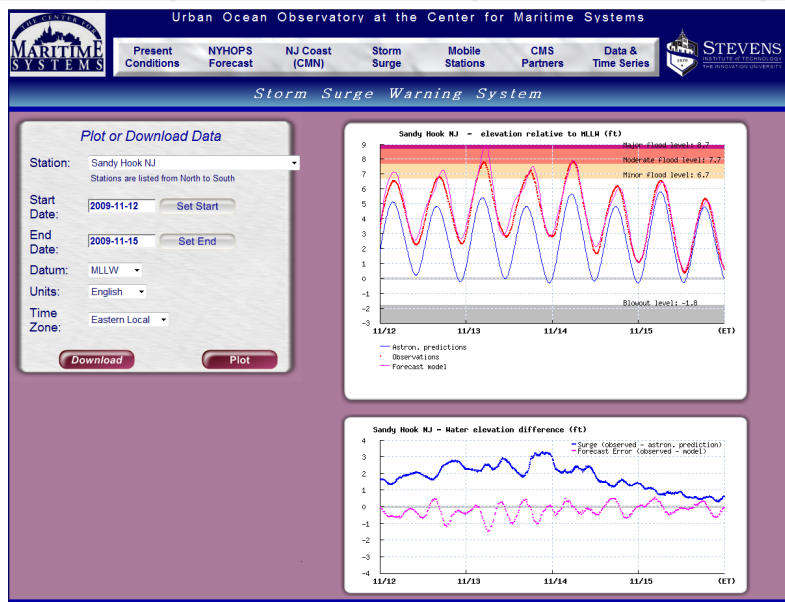 Urban Ocean Observatory at the Center for Maritime Systems
THE CENTER for
MARITIME
SYSTEMS
Present Conditions
NYHOPS Forecast
NJ Coast (CMN)
Storm Surge
Mobile Stations
CMS Partners
Data & Time Series
1870
STEVENS
INSTITUTE of TECHNOLOGY
THE INNOVATION UNIVERSITY
Storm Surge Warning System
Plot or Download Data
Station: Sandy Hook NJ
Stations are listed from North to South
Start Date: 2009-11-12 Set Start
End Date: 2009-11-15 Set End
Datum: MLLW
Units: English
Time Zone: Eastern Local
Download Plot
Sandy Hook NJ - elevation relative to MLLW (ft)
9
Major flood level: 8.7
8
Moderate flood level: 7.7
7
Minor flood level: 6.7
6
5
4
3
2
1
0
-1
Blowout level: -1.8
-2
-3
11/12 11/13 11/14 11/15 (ET)
Astron. predictions
Observations
Forecast model
Sandy Hook NJ - Water elevation difference (ft)
4
Surge (observed - astron. prediction)
Forecast Error (observed - model)
3
2
1
0
-1
-2
-3
-4
11/12 11/13 11/14 11/15 (ET)